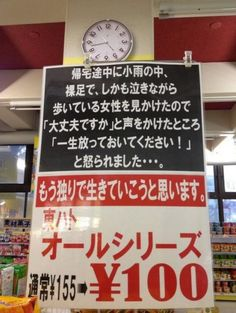 帰宅途中に小雨の中、
裸足で、しかも泣きながら
歩いている女性を見かけたので
「大丈夫ですか」と声をかけたところ
「一生放っておいてください！」
と怒られました・・・。
もう独りで生きていこうと思います。
東ハト
オールシリーズ
通常¥155➡¥100